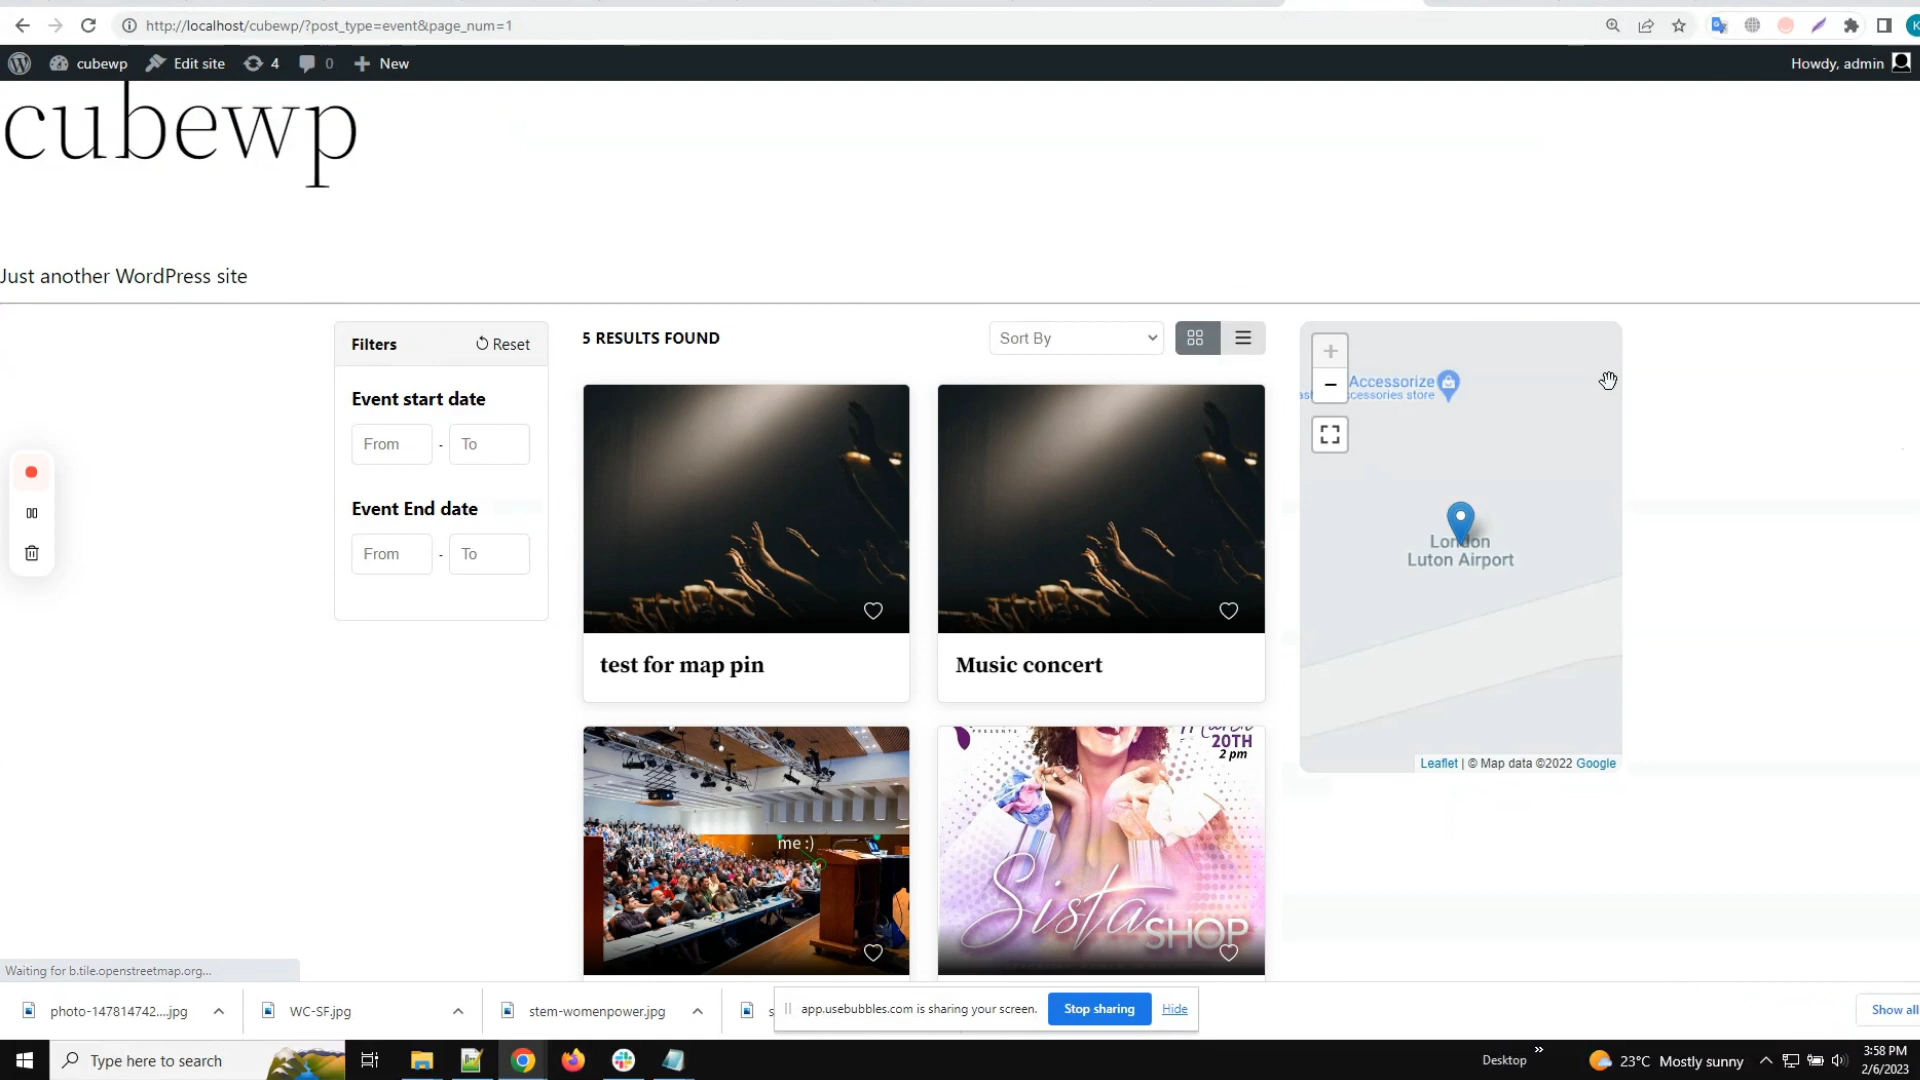 http://localhost/cubewp/?post_type=event&page_num=1
cubewp
Edit site
4
0
New
Howdy, admin
cubewp
Just another WordPress site
Filters
Reset
Event start date
From
-
To
Event End date
From
-
To
5 RESULTS FOUND
Sort By
test for map pin
Music concert
me :)
20TH
2 pm
Sista
SHOP
+
−
Accessorize
cessories store
London
Luton Airport
Leaflet | © Map data ©2022 Google
Waiting for b.tile.openstreetmap.org...
photo-147814742....jpg
WC-SF.jpg
stem-womenpower.jpg
app.usebubbles.com is sharing your screen.
Stop sharing
Hide
Show all
Type here to search
Desktop
23°C Mostly sunny
3:58 PM
2/6/2023